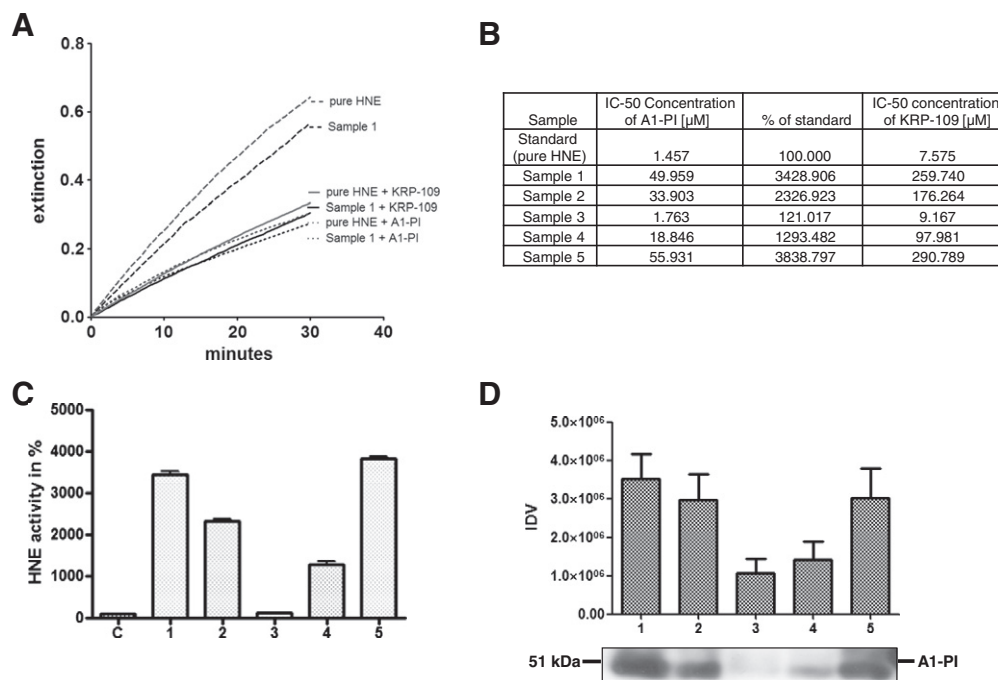 A
0.8
0.6
0.4
0.2
0.0
extinction
0 10 20 30 40
minutes
pure HNE
Sample 1
pure HNE + KRP-109
Sample 1 + KRP-109
pure HNE + A1-PI
Sample 1 + A1-PI
B
Sample IC-50 Concentration of A1-PI [µM] % of standard IC-50 concentration of KRP-109 [µM]
Standard (pure HNE) 1.457 100.000 7.575
Sample 1 49.959 3428.906 259.740
Sample 2 33.903 2326.923 176.264
Sample 3 1.763 121.017 9.167
Sample 4 18.846 1293.482 97.981
Sample 5 55.931 3838.797 290.789
C
5000
4000
3000
2000
1000
0
HNE activity in %
C 1 2 3 4 5
D
5.0×10⁰⁶
4.0×10⁰⁶
3.0×10⁰⁶
2.0×10⁰⁶
1.0×10⁰⁶
0.00
IDV
1 2 3 4 5
51 kDa
A1-PI